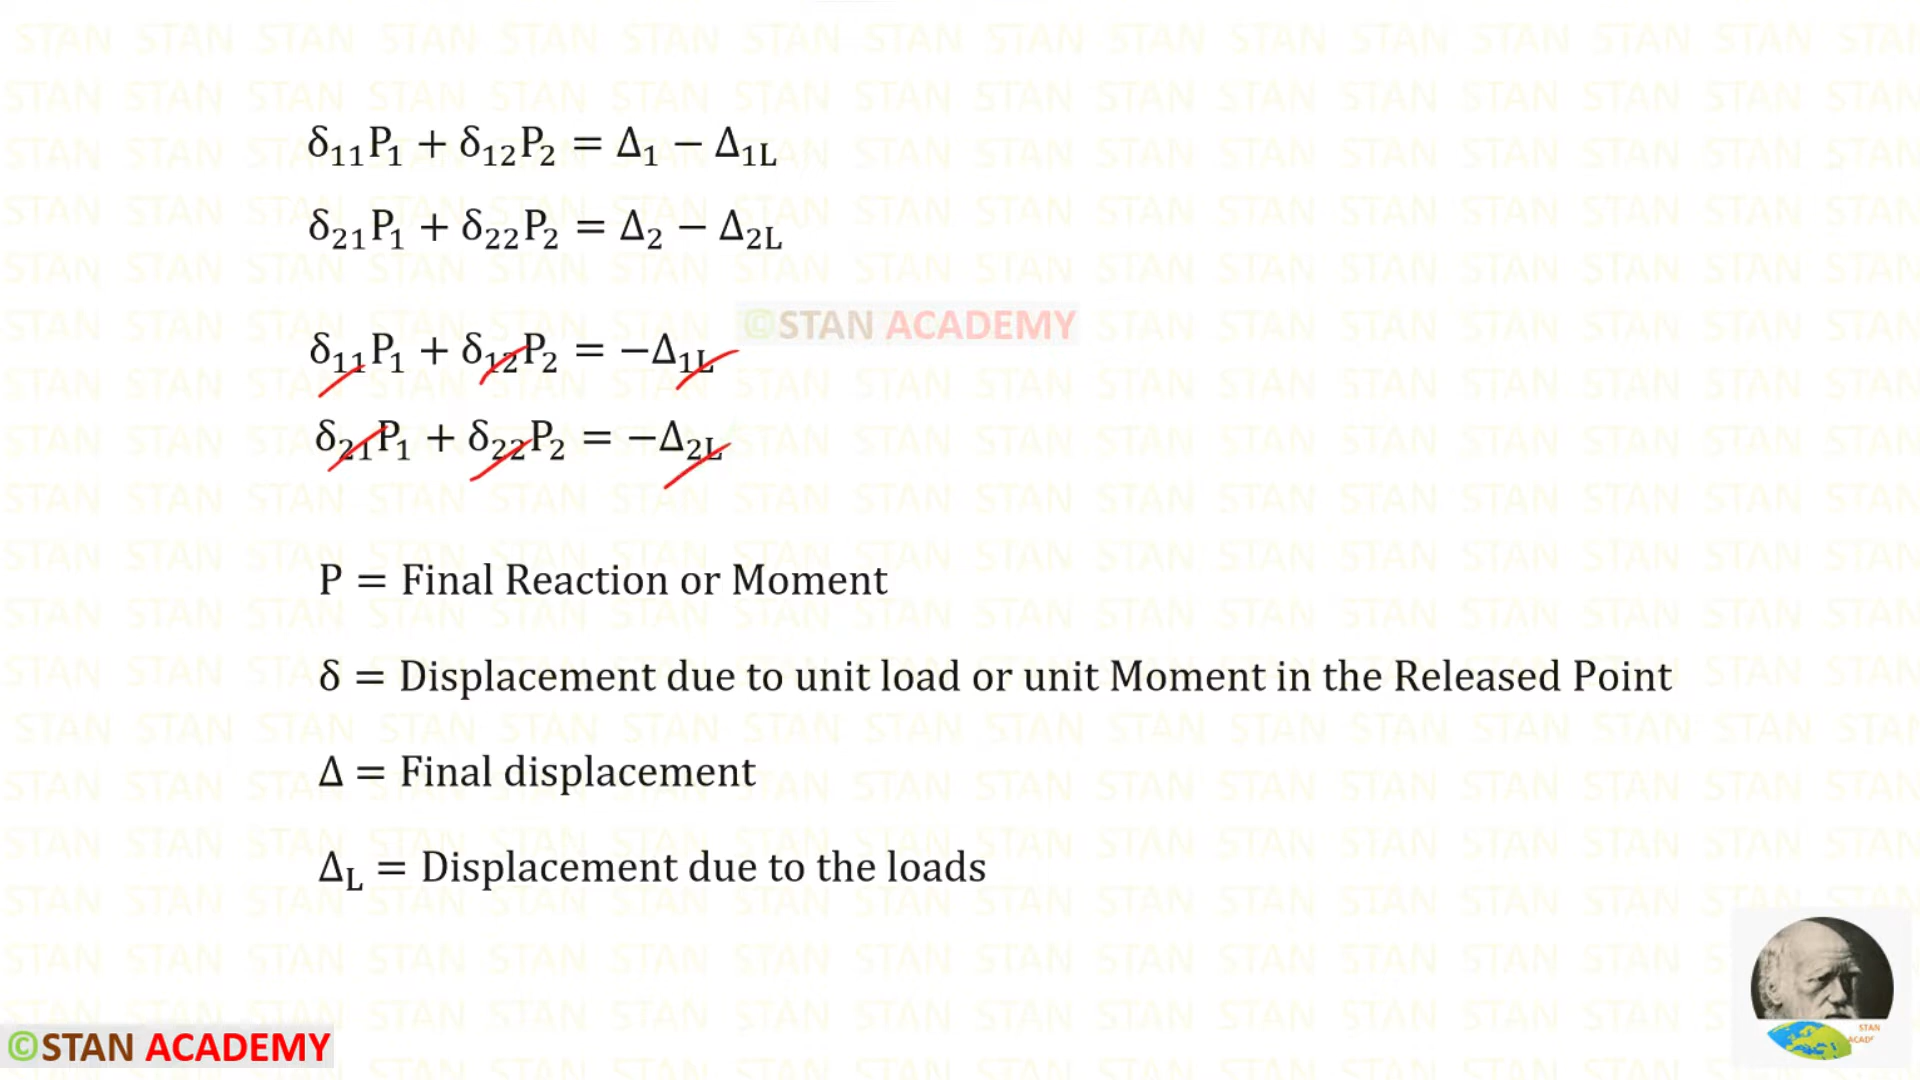 δ₁₁P₁ + δ₁₂P₂ = Δ₁ − Δ₁L
δ₂₁P₁ + δ₂₂P₂ = Δ₂ − Δ₂L
©STAN ACADEMY
δ₁₁P₁ + δ₁₂P₂ = −Δ₁L
δ₂₁P₁ + δ₂₂P₂ = −Δ₂L
P = Final Reaction or Moment
δ = Displacement due to unit load or unit Moment in the Released Point
Δ = Final displacement
ΔL = Displacement due to the loads
©STAN ACADEMY
STAN